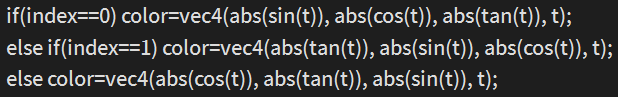 if(index==0) color=vec4(abs(sin(t)), abs(cos(t)), abs(tan(t)), t);
else if(index==1) color=vec4(abs(tan(t)), abs(sin(t)), abs(cos(t)), t);
else color=vec4(abs(cos(t)), abs(tan(t)), abs(sin(t)), t);